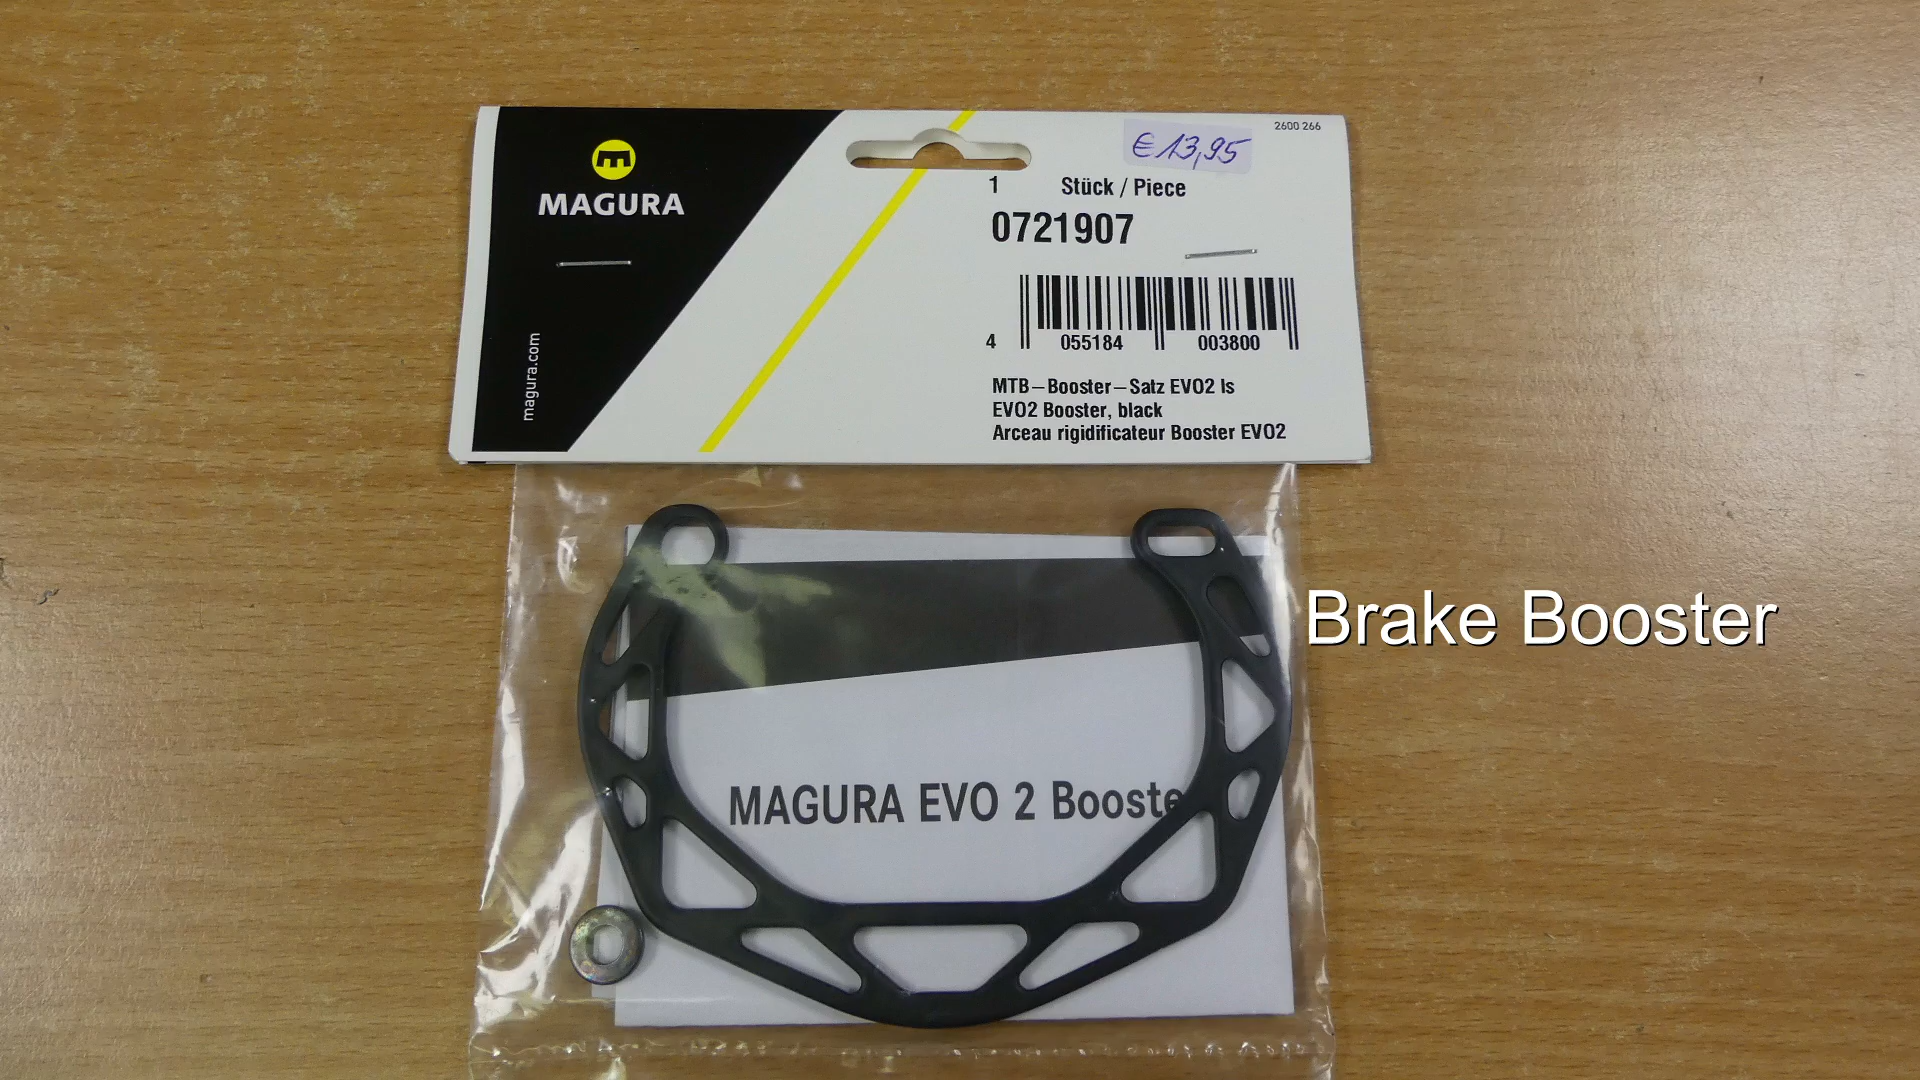 MAGURA
magura.com
2600 266
€ 13,95
1 Stück / Piece
0721907
4 055184 003800
MTB-Booster-Satz EVO2 ls
EVO2 Booster, black
Arceau rigidificateur Booster EVO2
Brake Booster
MAGURA EVO 2 Booste